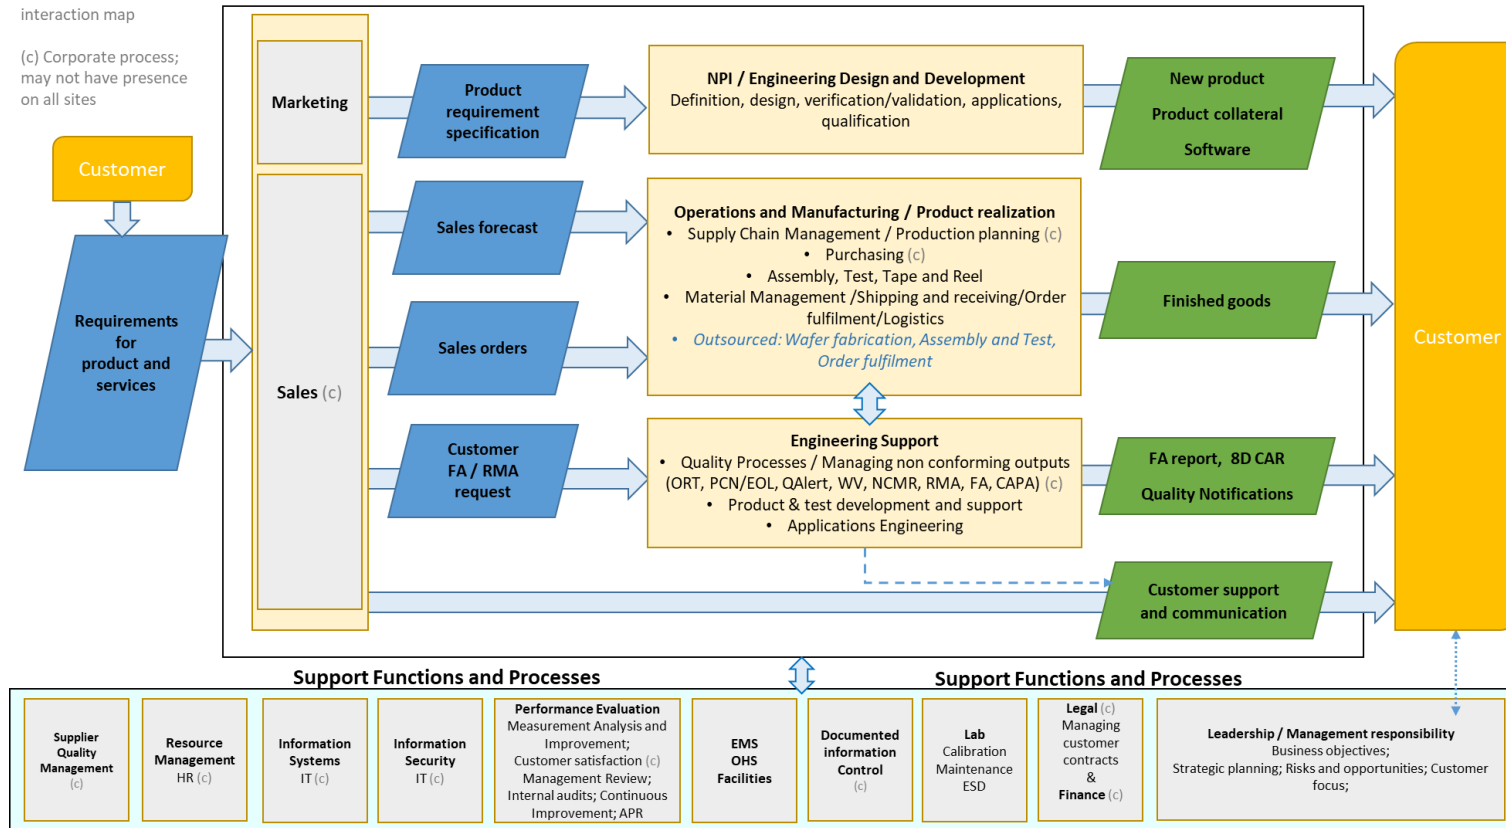 interaction map
(c) Corporate process;
may not have presence
on all sites
Customer
Requirements
for
product and
services
Marketing
Sales (c)
Product
requirement
specification
NPI / Engineering Design and Development
Definition, design, verification/validation, applications,
qualification
New product
Product collateral
Software
Sales forecast
Sales orders
Operations and Manufacturing / Product realization
• Supply Chain Management / Production planning (c)
• Purchasing (c)
• Assembly, Test, Tape and Reel
• Material Management /Shipping and receiving/Order
fulfilment/Logistics
• Outsourced: Wafer fabrication, Assembly and Test,
Order fulfilment
Finished goods
Customer
Customer
FA / RMA
request
Engineering Support
• Quality Processes / Managing non conforming outputs
(ORT, PCN/EOL, QAlert, WV, NCMR, RMA, FA, CAPA) (c)
• Product & test development and support
• Applications Engineering
FA report, 8D CAR
Quality Notifications
Customer support
and communication
Support Functions and Processes
Support Functions and Processes
Supplier
Quality
Management
(c)
Resource
Management
HR (c)
Information
Systems
IT (c)
Information
Security
IT (c)
Performance Evaluation
Measurement Analysis and
Improvement;
Customer satisfaction (c)
Management Review;
Internal audits; Continuous
Improvement; APR
EMS
OHS
Facilities
Documented
information
Control
(c)
Lab
Calibration
Maintenance
ESD
Legal (c)
Managing
customer
contracts
&
Finance (c)
Leadership / Management responsibility
Business objectives;
Strategic planning; Risks and opportunities; Customer
focus;